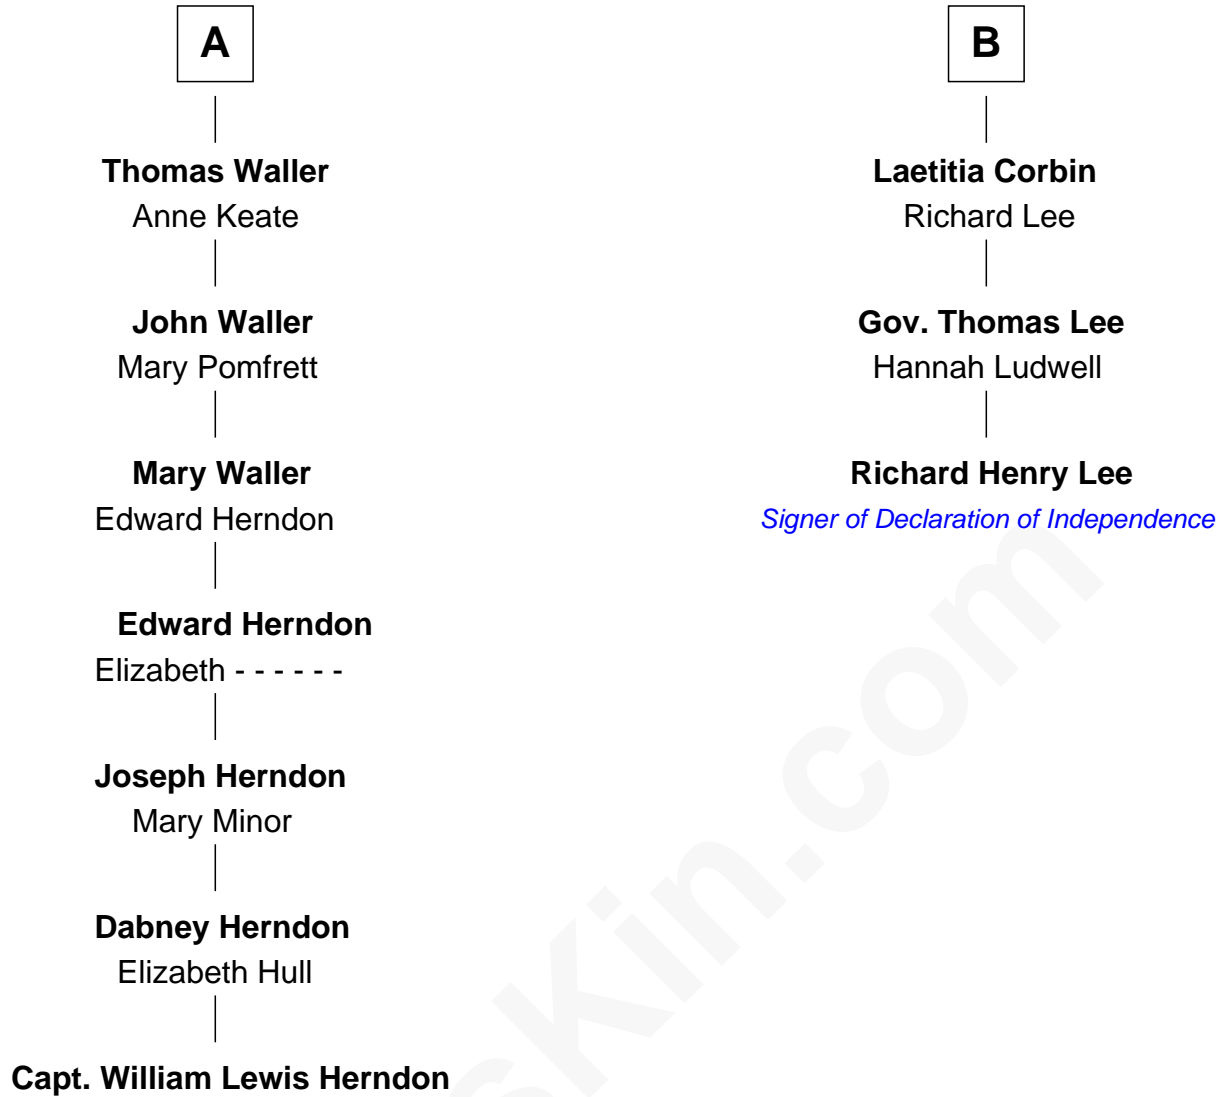 A
Thomas Waller
Anne Keate
John Waller
Mary Pomfrett
Mary Waller
Edward Herndon
Edward Herndon
Elizabeth - - - - - -
Joseph Herndon
Mary Minor
Dabney Herndon
Elizabeth Hull
Capt. William Lewis Herndon
B
Laetitia Corbin
Richard Lee
Gov. Thomas Lee
Hannah Ludwell
Richard Henry Lee
Signer of Declaration of Independence
sKin.com